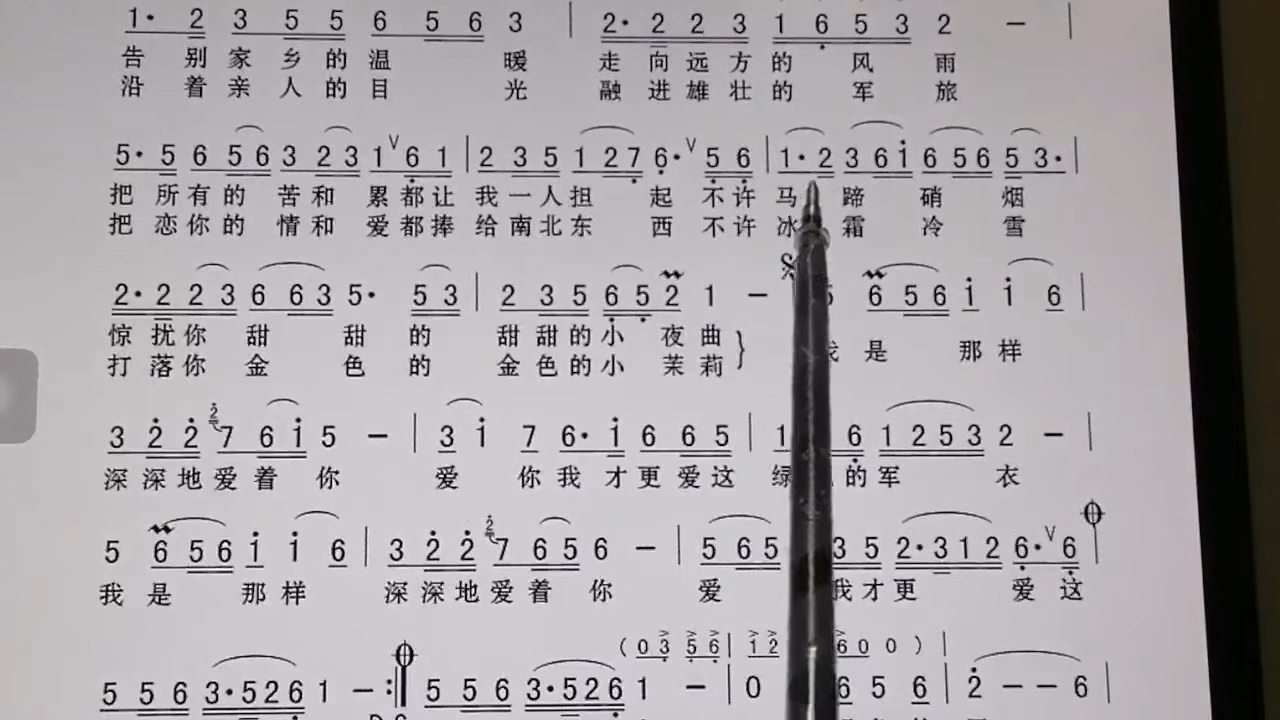 1· 2 3 5 5 6 5 6 3 | 2· 2 2 3 1 6 5 3 2 — |
告别家乡的温 暖 走向远方的 风 雨
沿着亲人的目 光 融进雄壮的 军 旅
5· 5 6 5 6 3 2 3 1 V 6 1 | 2 3 5 1 2 7 6· V 5 6 | 1· 2 3 6 1 6 5 6 5 3· |
把所有的 苦和 累都让 我一人担 起 不许 马 蹄 硝 烟
把恋你的 情和 爱都捧 给南北东 西 不许 冰 霜 冷 雪
2· 2 2 3 6 6 3 5· 5 3 | 2 3 5 6 5 2 1 — 6 5 6 1 1 6 |
惊扰你 甜 甜 的 甜甜的小 夜曲
打落你 金 色 的 金色的小 茉莉
是 那样
3 2 2 2 7 6 1 5 — | 3 1 7 6· 1 6 6 5 | 1 6 1 2 5 3 2 — |
深深地爱着 你 爱 你我 才更爱这 绿 的军 衣
5 6 5 6 1 1 6 | 3 2 2 2 7 6 5 6 — | 5 6 5 3 5 2· 3 1 2 6· V 6 |
我是 那样 深深地爱着 你 爱 我才更 爱这
( 0 3 5 6 | 1 2 6 0 0 ) |
5 5 6 3· 5 2 6 1 — :‖ 5 5 6 3· 5 2 6 1 — | 0 6 5 6 | 2 — — 6 |